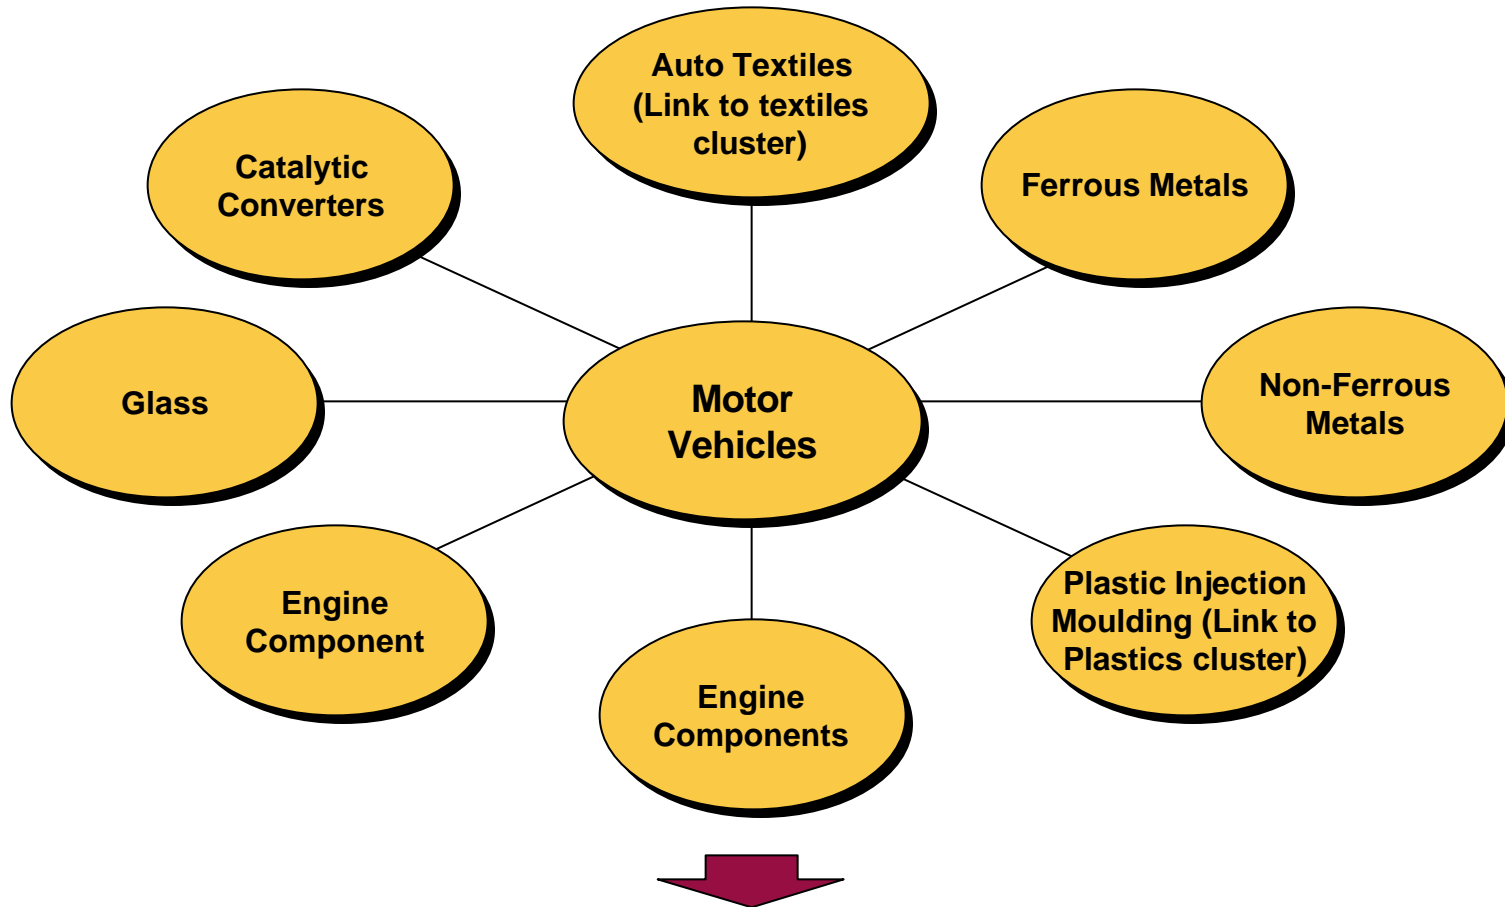 Auto Textiles
(Link to textiles
cluster)
Catalytic
Converters
Ferrous Metals
Glass
Motor
Vehicles
Non-Ferrous
Metals
Engine
Component
Plastic Injection
Moulding (Link to
Plastics cluster)
Engine
Components